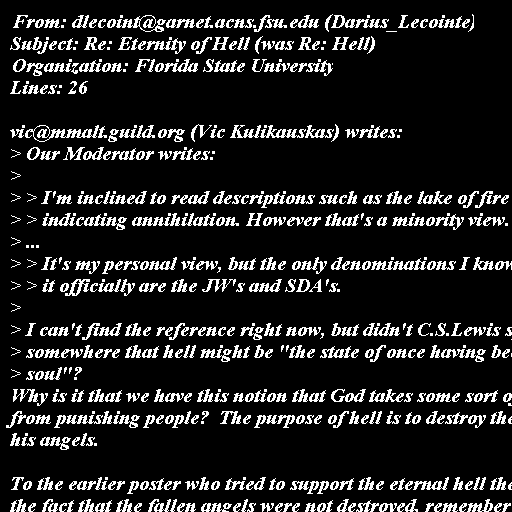 From: dlecoint@garnet.acns.fsu.edu (Darius_Lecointe)
Subject: Re: Eternity of Hell (was Re: Hell)
Organization: Florida State University
Lines: 26

vic@mmalt.guild.org (Vic Kulikauskas) writes:
> Our Moderator writes:
>
> > I'm inclined to read descriptions such as the lake of fire
> > indicating annihilation. However that's a minority view.
> ...
> > It's my personal view, but the only denominations I know
> > it officially are the JW's and SDA's.
>
> I can't find the reference right now, but didn't C.S.Lewis s
> somewhere that hell might be "the state of once having be
> soul"?
Why is it that we have this notion that God takes some sort o
from punishing people?  The purpose of hell is to destroy the
his angels.

To the earlier poster who tried to support the eternal hell the
the fact that the fallen angels were not destroyed, remember